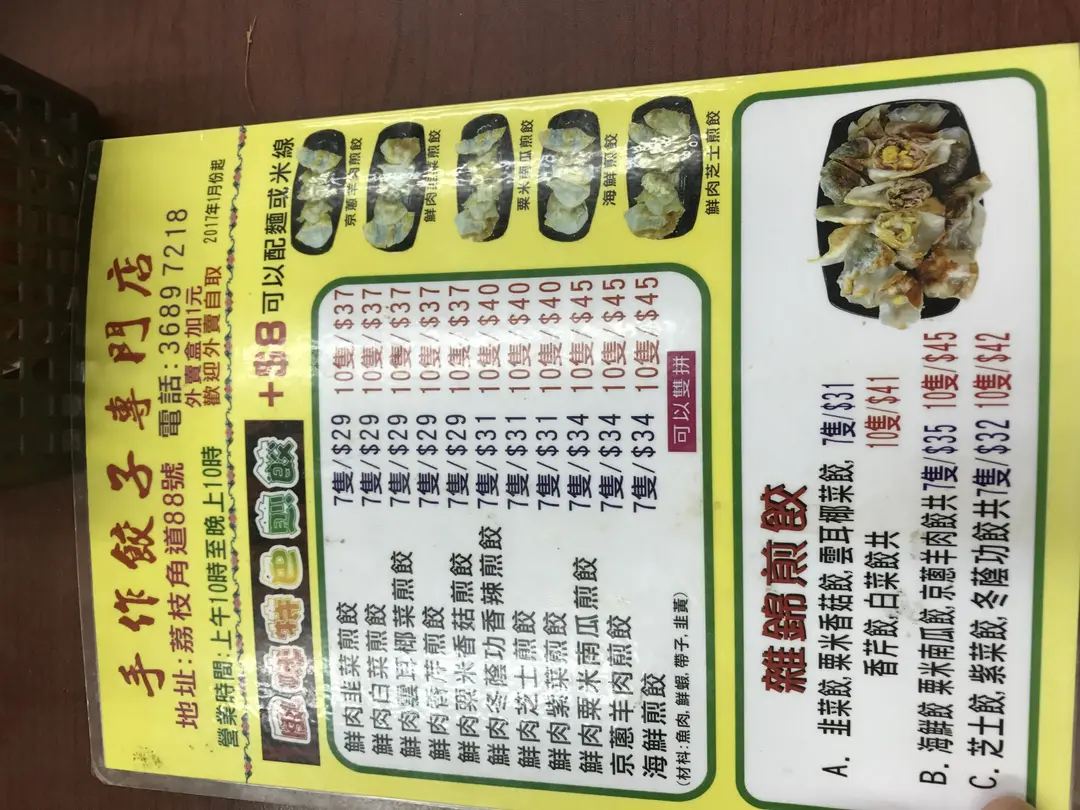 手作餃子專門店
地址:荔枝角道88號 電話:36897218
外賣盒加1元
營業時間:上午10時至晚上10時 歡迎外賣自取 2017年1月份起
風味特色煎餃 +$8可以配麵或米線
鮮肉韭菜煎餃 7隻/$29 10隻/$37
鮮肉白菜煎餃 7隻/$29 10隻/$37
鮮肉雲耳椰菜煎餃 7隻/$29 10隻/$37
鮮肉香芹煎餃 7隻/$29 10隻/$37
鮮肉粟米香菇煎餃 7隻/$29 10隻/$37
鮮肉冬蔭功香辣煎餃 7隻/$31 10隻/$40
鮮肉芝士煎餃 7隻/$31 10隻/$40
鮮肉紫菜煎餃 7隻/$31 10隻/$40
鮮肉粟米南瓜煎餃 7隻/$34 10隻/$45
京蔥羊肉煎餃 7隻/$34 10隻/$45
海鮮煎餃 7隻/$34 10隻/$45
(材料:魚肉,鮮蝦,帶子,韭黃)
可以雙拼
京蔥羊肉煎餃
鮮肉韭菜煎餃
粟米南瓜煎餃
海鮮煎餃
鮮肉芝士煎餃
雜錦煎餃
A. 韭菜餃,粟米香菇餃,雲耳椰菜餃, 7隻$31
香芹餃,白菜餃共 10隻/$41
B. 海鮮餃 粟米南瓜餃,京蔥羊肉餃共7隻/$35 10隻/$45
C. 芝士餃,紫菜餃,冬蔭功餃共7隻/$32 10隻/$42